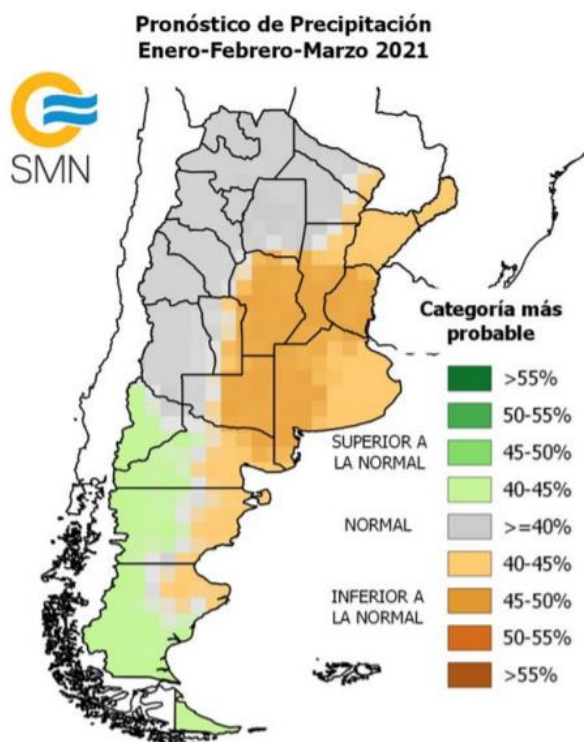 Pronóstico de Precipitación
Enero-Febrero-Marzo 2021
SMN
Categoría más
probable
>55%
50-55%
45-50%
SUPERIOR A
LA NORMAL
40-45%
NORMAL
>=40%
40-45%
INFERIOR A
LA NORMAL
45-50%
50-55%
>55%